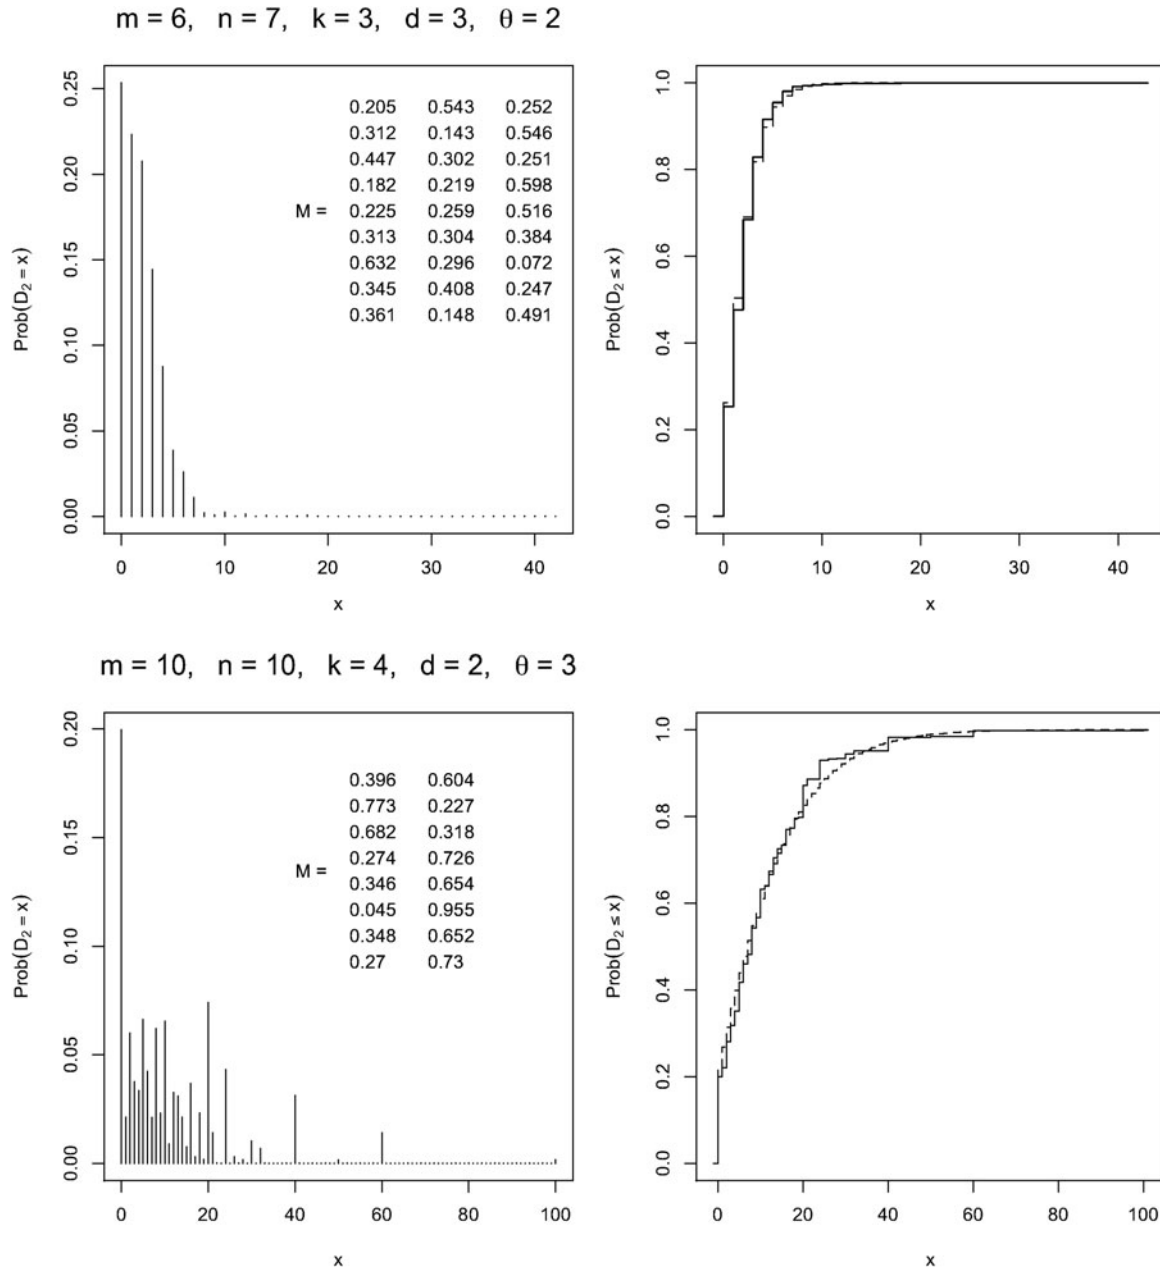 m = 6, n = 7, k = 3, d = 3, θ = 2
Prob(D₂ = x)
0.00 0.05 0.10 0.15 0.20 0.25
M =
0.205 0.543 0.252
0.312 0.143 0.546
0.447 0.302 0.251
0.182 0.219 0.598
0.225 0.259 0.516
0.313 0.304 0.384
0.632 0.296 0.072
0.345 0.408 0.247
0.361 0.148 0.491
0 10 20 30 40
x
Prob(D₂ ≤ x)
0.0 0.2 0.4 0.6 0.8 1.0
0 10 20 30 40
x
m = 10, n = 10, k = 4, d = 2, θ = 3
Prob(D₂ = x)
0.00 0.05 0.10 0.15 0.20
M =
0.396 0.604
0.773 0.227
0.682 0.318
0.274 0.726
0.346 0.654
0.045 0.955
0.348 0.652
0.27 0.73
0 20 40 60 80 100
x
Prob(D₂ ≤ x)
0.0 0.2 0.4 0.6 0.8 1.0
0 20 40 60 80 100
x